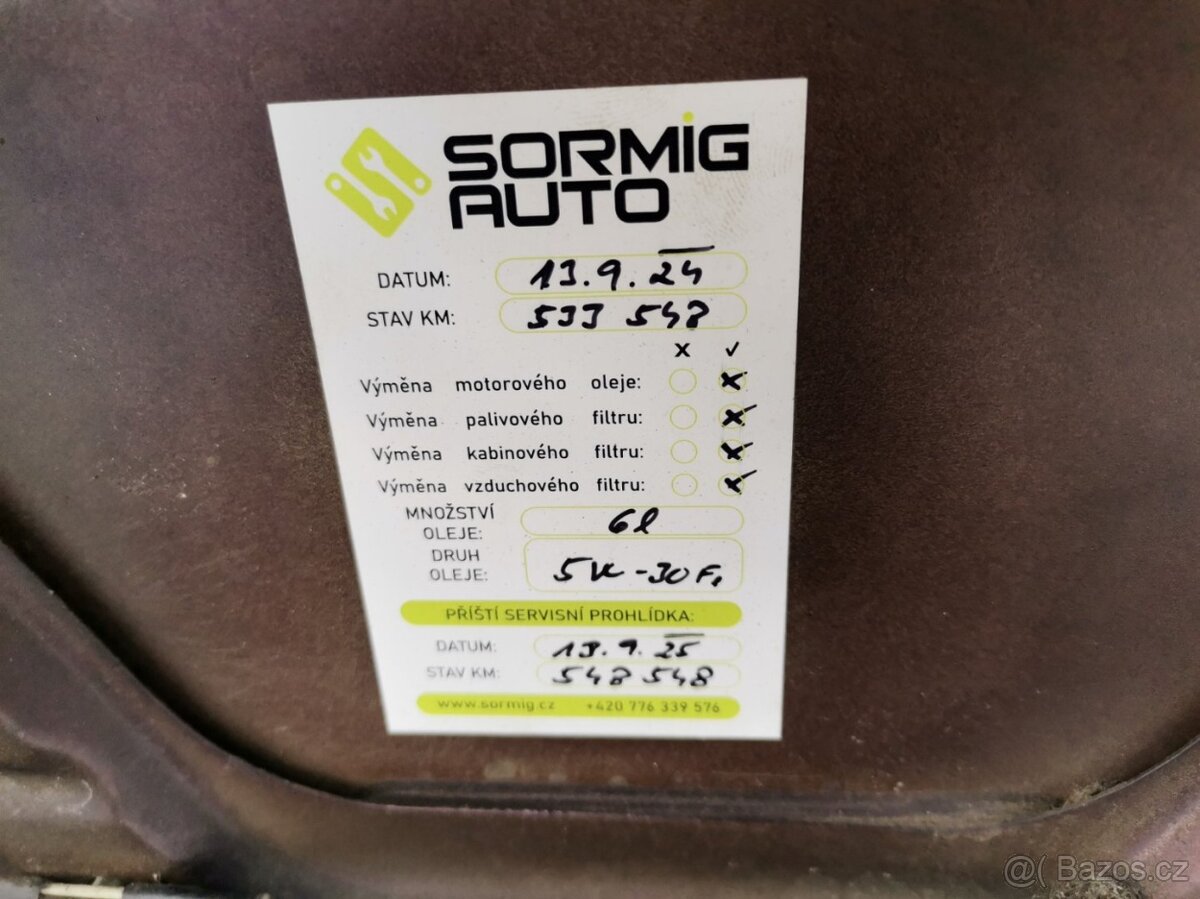 SORMiG
AUTO
DATUM: 13.9.24
STAV KM: 533 548
X ✓
Výměna motorového oleje: X
Výměna palivového filtru: X
Výměna kabinového filtru: X
Výměna vzduchového filtru: X
MNOŽSTVÍ
OLEJE: 6l
DRUH
OLEJE: 5W-30 F,
PŘÍŠTÍ SERVISNÍ PROHLÍDKA:
DATUM: 13.9.25
STAV KM: 548 548
www.sormig.cz +420 776 339 576
@( Bazos.cz